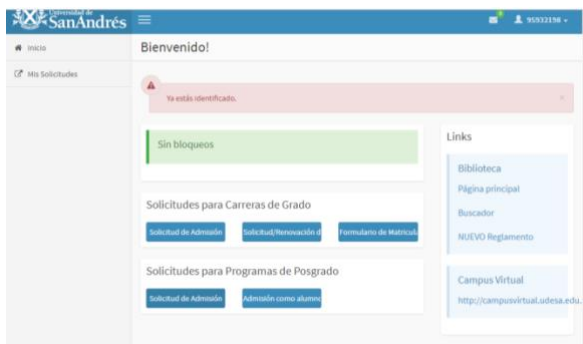 Universidad de
SanAndrés
95932198
Inicio
Mis Solicitudes
Bienvenido!
Ya estás identificado.
×
Sin bloqueos
Solicitudes para Carreras de Grado
Solicitud de Admisión
Solicitud/Renovación d
Formulario de Matricula
Solicitudes para Programas de Posgrado
Solicitud de Admisión
Admisión como alumno
Links
Biblioteca
Página principal
Buscador
NUEVO Reglamento
Campus Virtual
http://campusvirtual.udesa.edu.